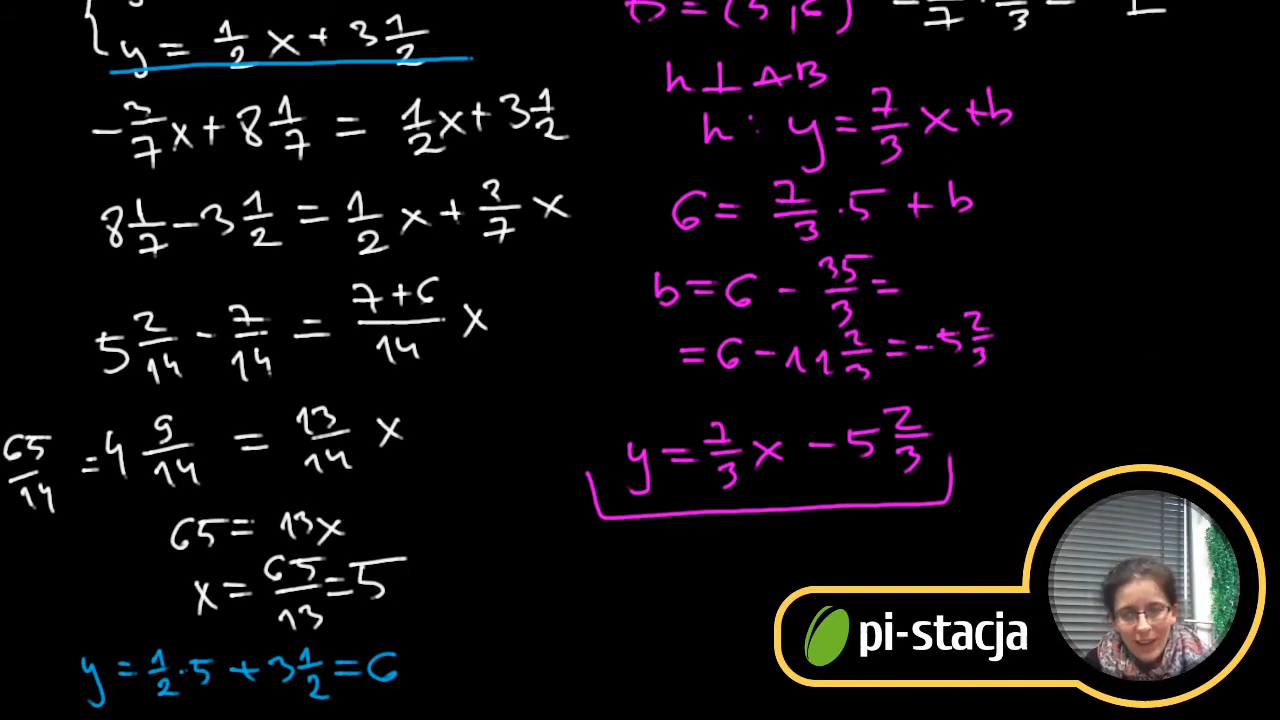 y = 1/2 x + 3 1/2
- 3/7 x + 8 1/7 = 1/2 x + 3 1/2
8 1/7 - 3 1/2 = 1/2 x + 3/7 x
5 2/14 - 7/14 = (7+6)/14 x
65/14 = 4 9/14 = 13/14 x
65 = 13x
x = 65/13 = 5
y = 1/2 · 5 + 3 1/2 = 6
h ⊥ AB
h : y = 7/3 x + b
6 = 7/3 · 5 + b
b = 6 - 35/3 =
= 6 - 11 2/3 = -5 2/3
y = 7/3 x - 5 2/3
pi-stacja